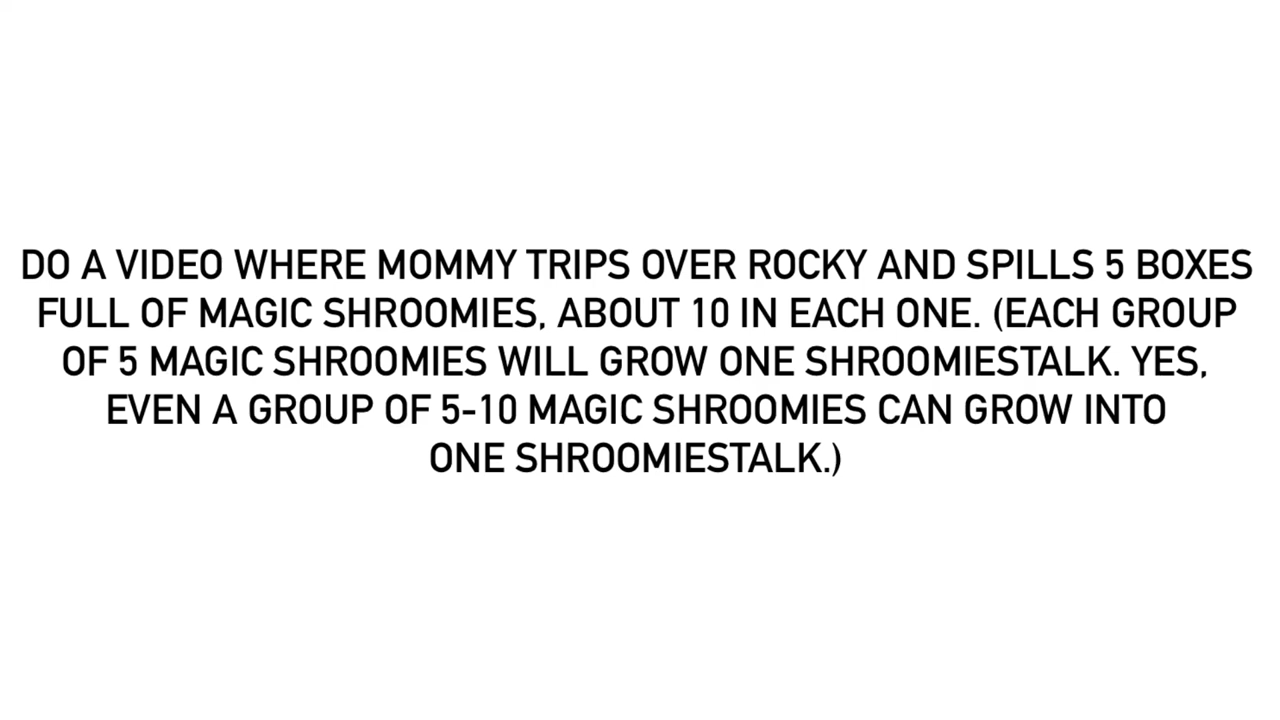 DO A VIDEO WHERE MOMMY TRIPS OVER ROCKY AND SPILLS 5 BOXES
FULL OF MAGIC SHROOMIES, ABOUT 10 IN EACH ONE. (EACH GROUP
OF 5 MAGIC SHROOMIES WILL GROW ONE SHROOMIESTALK. YES,
EVEN A GROUP OF 5-10 MAGIC SHROOMIES CAN GROW INTO
ONE SHROOMIESTALK.)